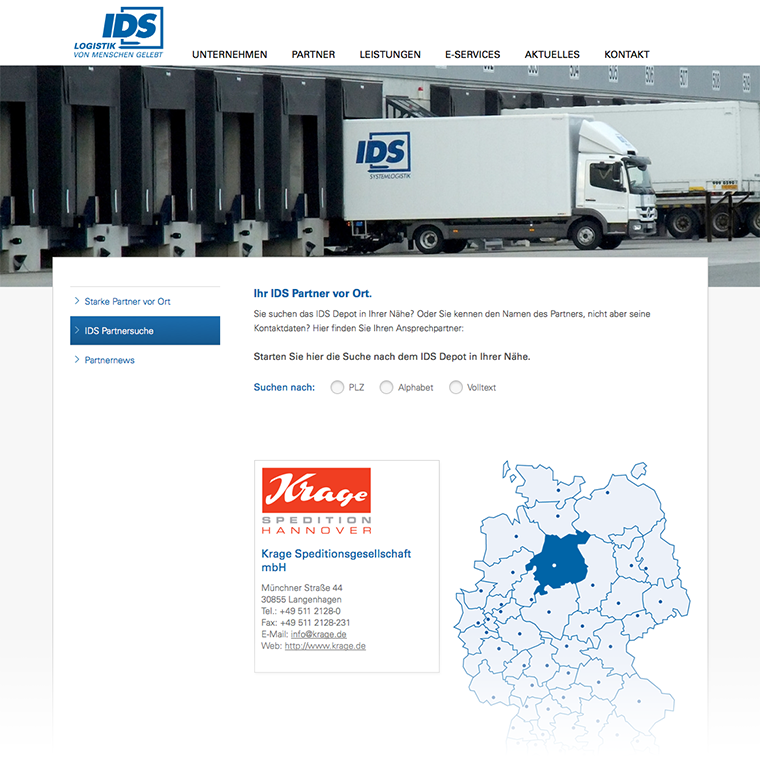 IDS
LOGISTIK
VON MENSCHEN GELEBT
UNTERNEHMEN PARTNER LEISTUNGEN E-SERVICES AKTUELLES KONTAKT
IDS
SYSTEMLOGISTIK
Starke Partner vor Ort
IDS Partnersuche
Partnernews
Ihr IDS Partner vor Ort.
Sie suchen das IDS Depot in Ihrer Nähe? Oder Sie kennen den Namen des Partners, nicht aber seine
Kontaktdaten? Hier finden Sie Ihren Ansprechpartner:
Starten Sie hier die Suche nach dem IDS Depot in Ihrer Nähe.
Suchen nach: PLZ Alphabet Volltext
Krage
SPEDITION
HANNOVER
Krage Speditionsgesellschaft
mbH
Münchner Straße 44
30855 Langenhagen
Tel.: +49 511 2128-0
Fax: +49 511 2128-231
E-Mail: info@krage.de
Web: http://www.krage.de